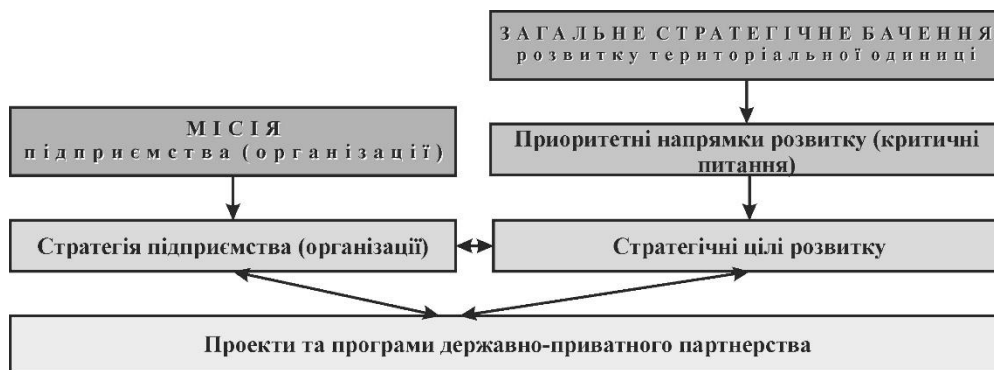 ЗАГАЛЬНЕ СТРАТЕГІЧНЕ БАЧЕННЯ
розвитку територіальної одиниці
МІСІЯ
підприємства (організації)
Приоритетні напрямки розвитку (критичні
питання)
Стратегія підприємства (організації)
Стратегічні цілі розвитку
Проекти та програми державно-приватного партнерства